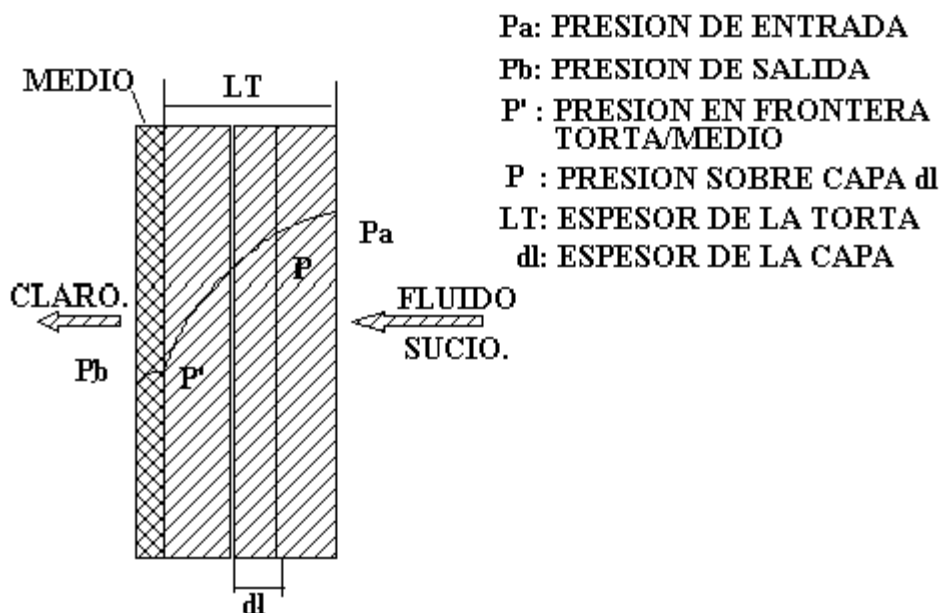 Pa: PRESION DE ENTRADA
Pb: PRESION DE SALIDA
P' : PRESION EN FRONTERA
TORTA/MEDIO
P : PRESION SOBRE CAPA dl
LT: ESPESOR DE LA TORTA
dl: ESPESOR DE LA CAPA
MEDIO
LT
Pa
P
CLARO.
FLUIDO
SUCIO.
Pb
P'
dl